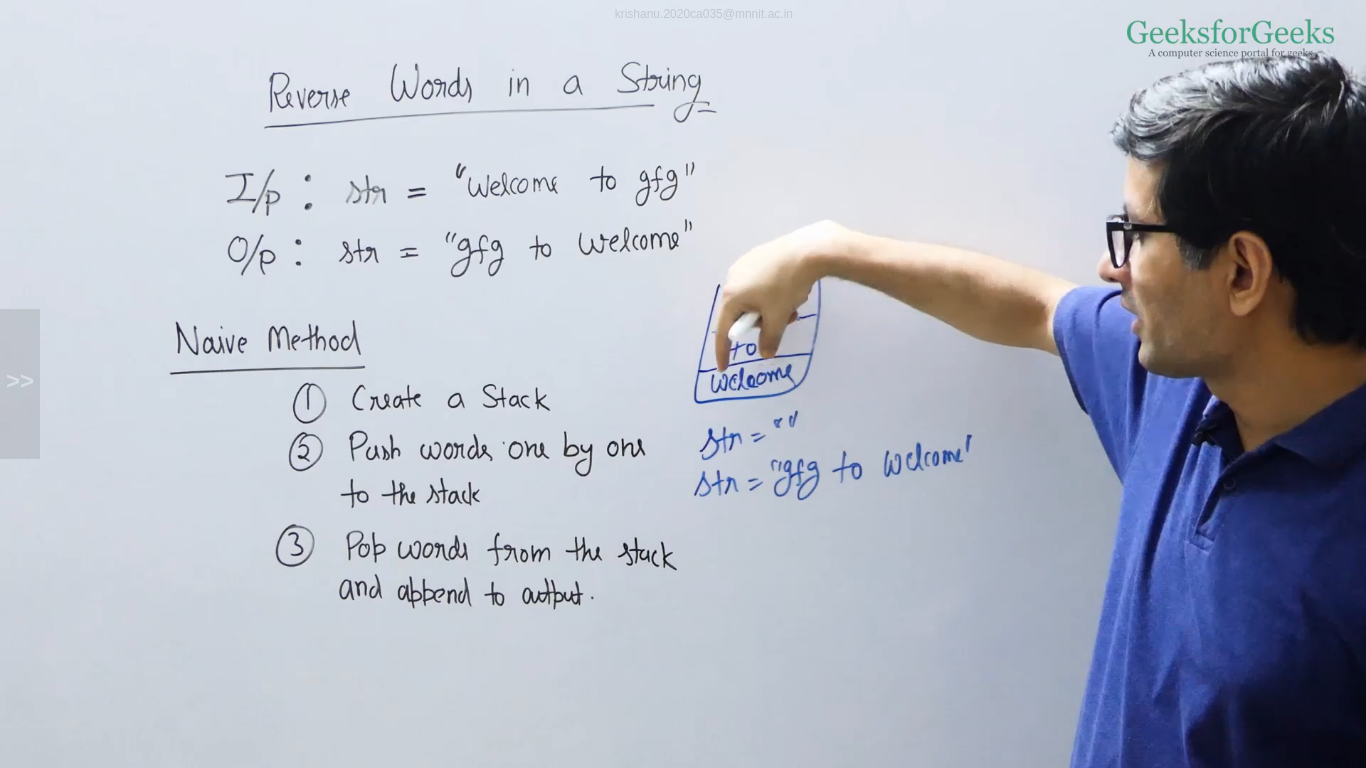 krishanu.2020ca035@mnnit.ac.in
GeeksforGeeks
A computer science portal for geeks
Reverse Words in a String
I/p : str = "Welcome to gfg"
O/p : str = "gfg to Welcome"
Naive Method
① Create a Stack
② Push words one by one
to the stack
③ Pop words from the stack
and append to output.
to
Welcome
str = ""
str = "gfg to Welcome"
>>